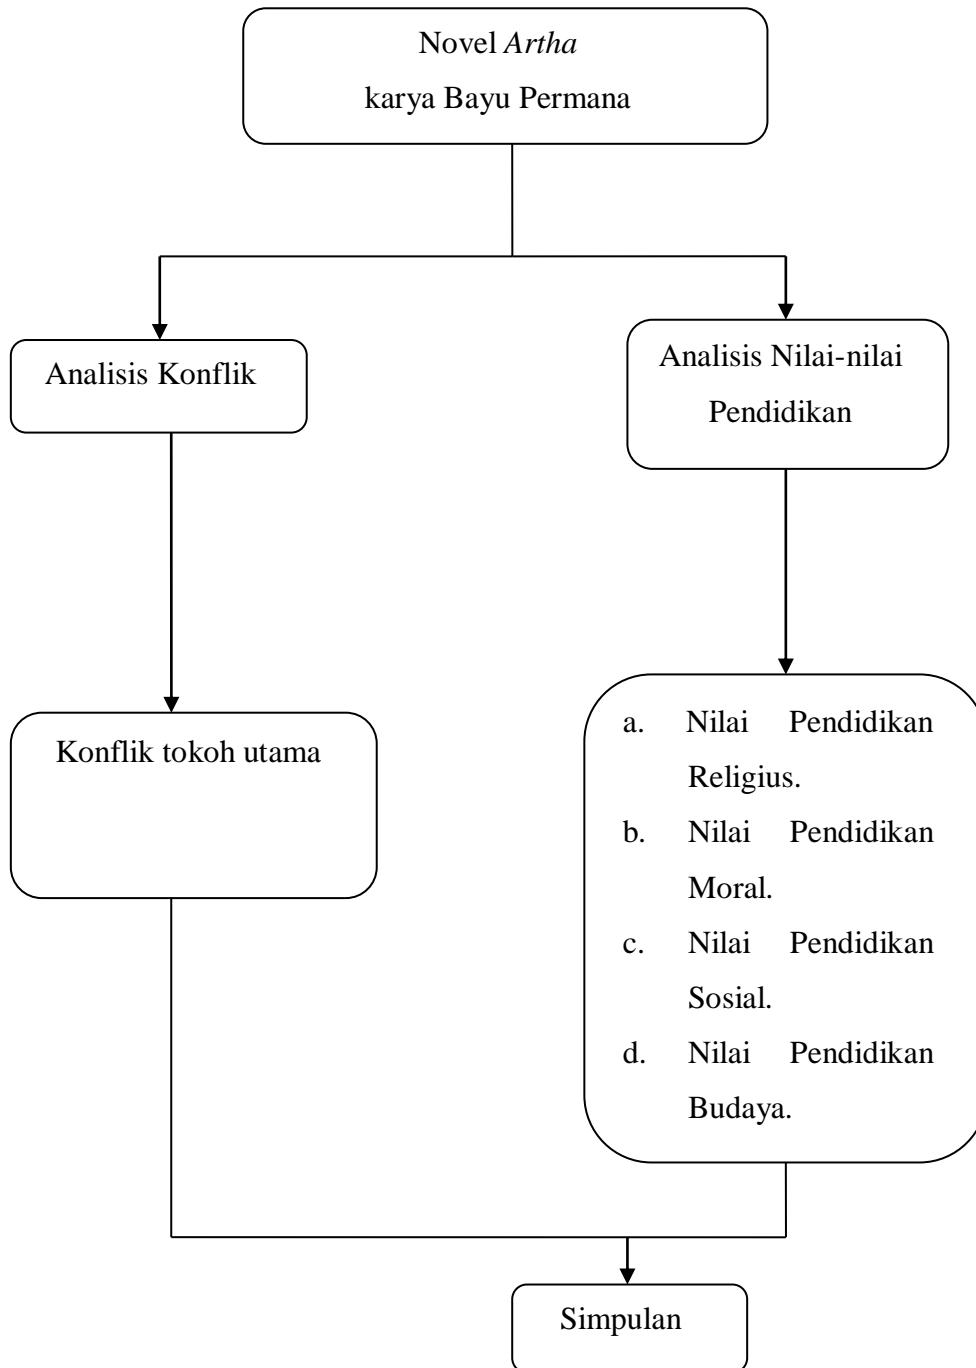 Novel Artha
karya Bayu Permana
Analisis Konflik
Analisis Nilai-nilai
Pendidikan
Konflik tokoh utama
a. Nilai Pendidikan
Religius.
b. Nilai Pendidikan
Moral.
c. Nilai Pendidikan
Sosial.
d. Nilai Pendidikan
Budaya.
Simpulan